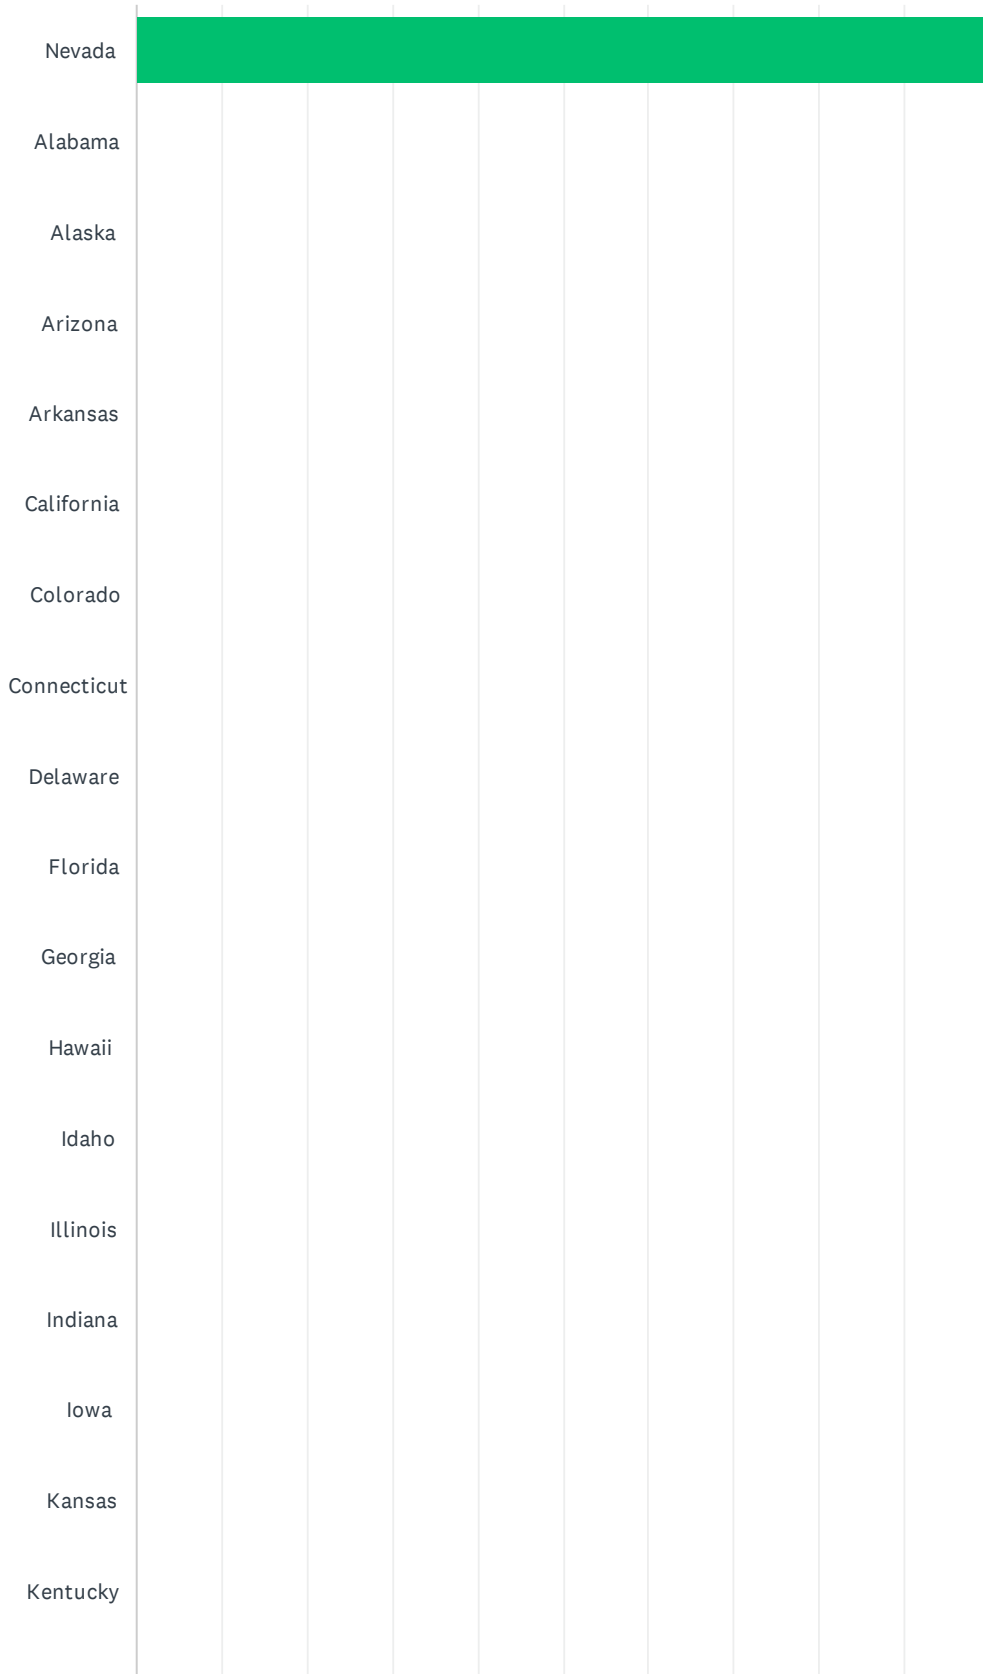 Nevada
Alabama
Alaska
Arizona
Arkansas
California
Colorado
Connecticut
Delaware
Florida
Georgia
Hawaii
Idaho
Illinois
Indiana
Iowa
Kansas
Kentucky